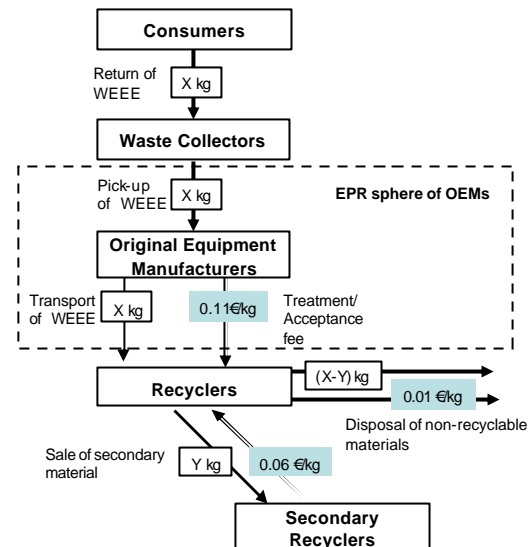 Consumers
Return of
WEEE
X kg
Waste Collectors
Pick-up
of WEEE
X kg
EPR sphere of OEMs
Original Equipment
Manufacturers
Transport
of WEEE
X kg
0.11€/kg
Treatment/
Acceptance
fee
Recyclers
(X-Y) kg
0.01 €/kg
Disposal of non-recyclable
materials
Sale of secondary
material
Y kg
0.06 €/kg
Secondary
Recyclers